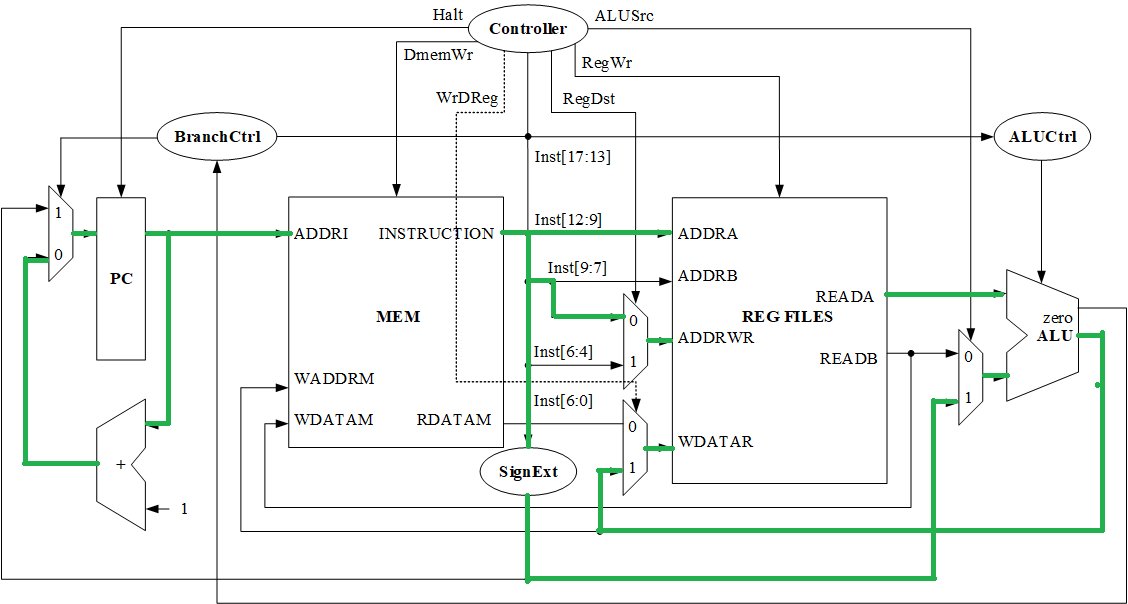 Halt
Controller
ALUSrc
DmemWr
RegWr
WrDReg
RegDst
BranchCtrl
ALUCtrl
Inst[17:13]
1
0
PC
ADDRI
INSTRUCTION
MEM
WADDRM
WDATAM
RDATAM
Inst[12:9]
Inst[9:7]
Inst[6:4]
Inst[6:0]
0
1
0
1
ADDRA
ADDRB
READA
REG FILES
ADDRWR
READB
WDATAR
zero
ALU
0
1
SignExt
+
1